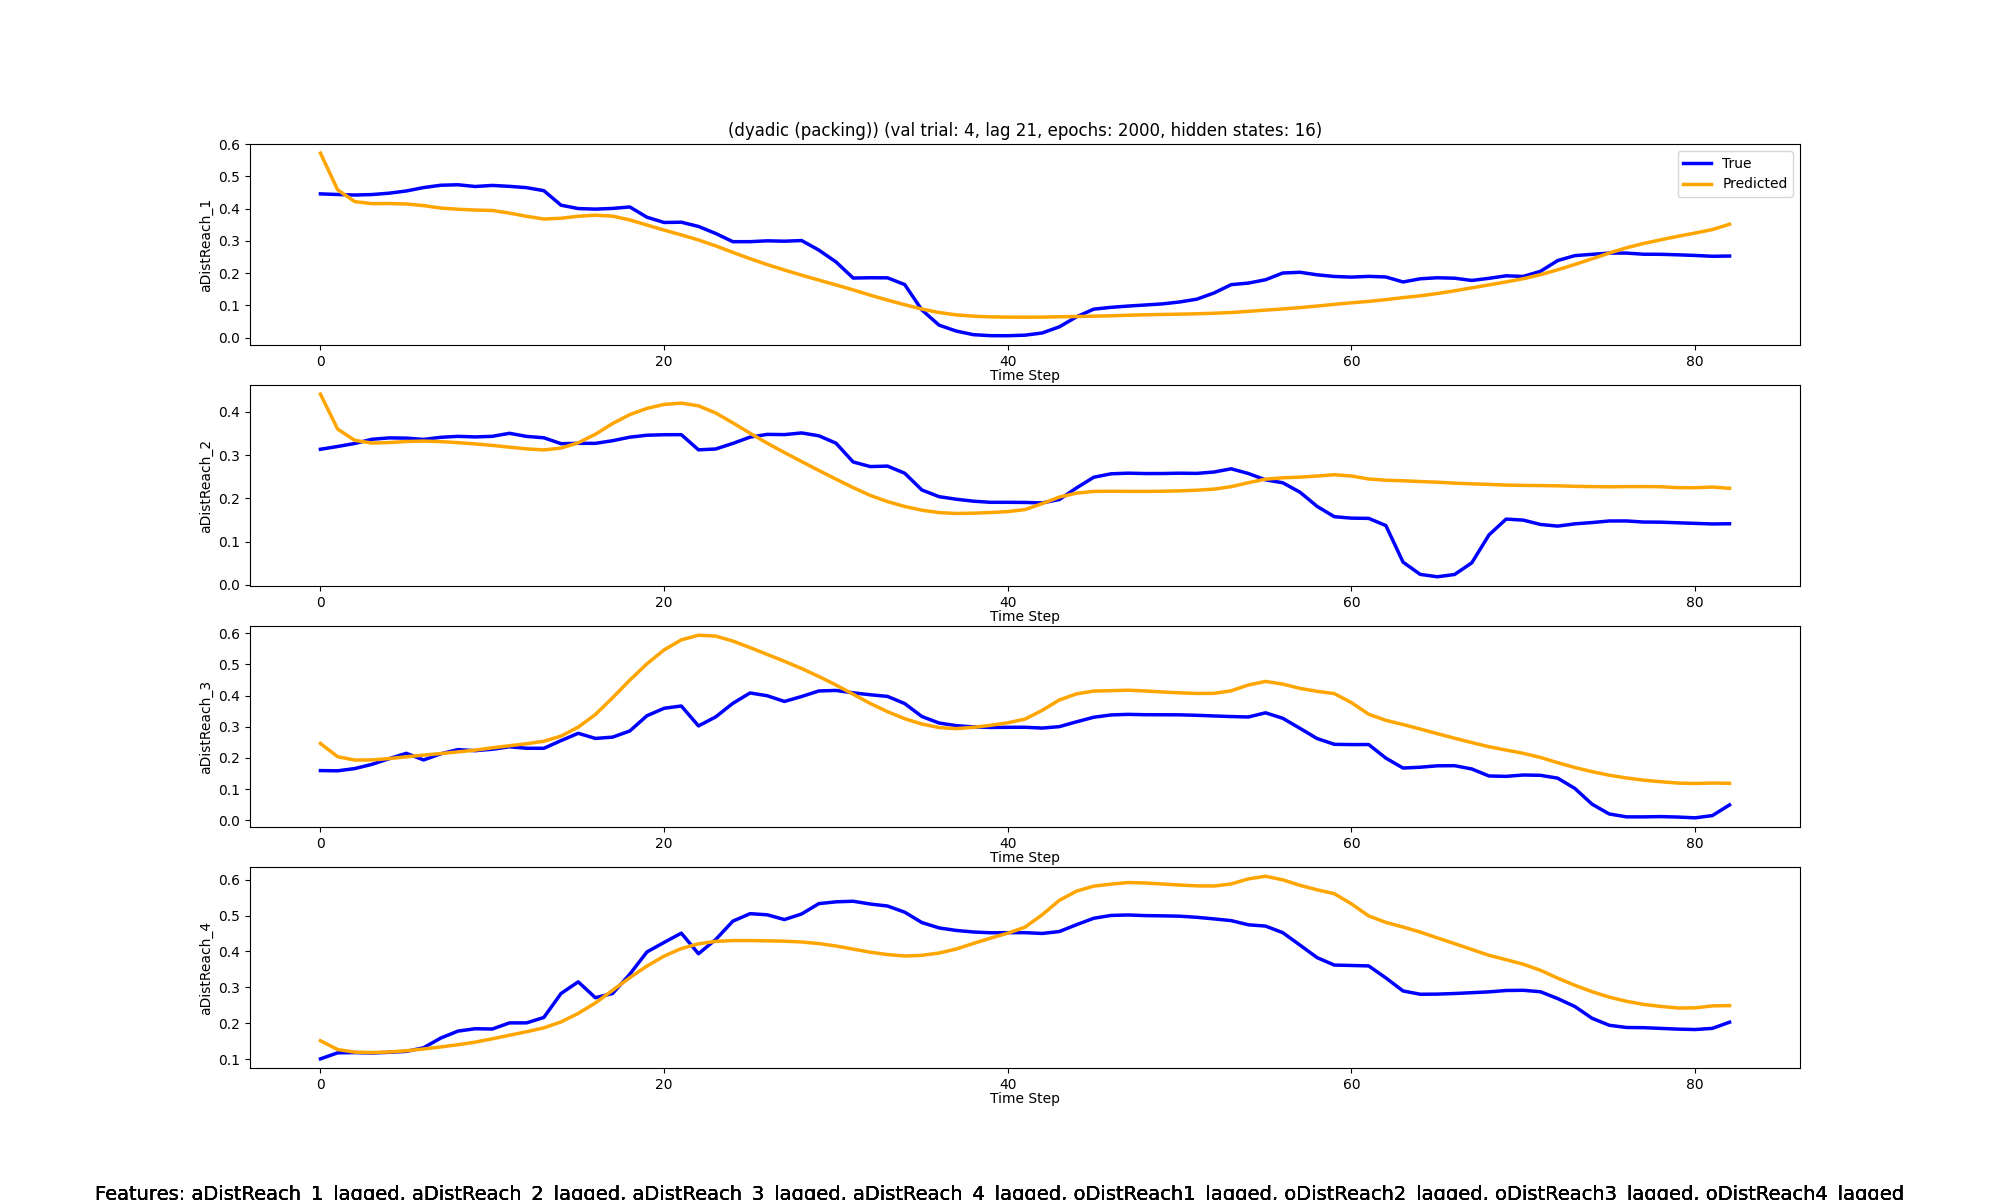 (dyadic (packing)) (val trial: 4, lag 21, epochs: 2000, hidden states: 16)
True
Predicted
aDistReach_1
0.6
0.5
0.4
0.3
0.2
0.1
0.0
0 20 40 60 80
Time Step
aDistReach_2
0.4
0.3
0.2
0.1
0.0
0 20 40 60 80
Time Step
aDistReach_3
0.6
0.5
0.4
0.3
0.2
0.1
0.0
0 20 40 60 80
Time Step
aDistReach_4
0.6
0.5
0.4
0.3
0.2
0.1
0 20 40 60 80
Time Step
Features: aDistReach_1_lagged, aDistReach_2_lagged, aDistReach_3_lagged, aDistReach_4_lagged, oDistReach1_lagged, oDistReach2_lagged, oDistReach3_lagged, oDistReach4_lagged